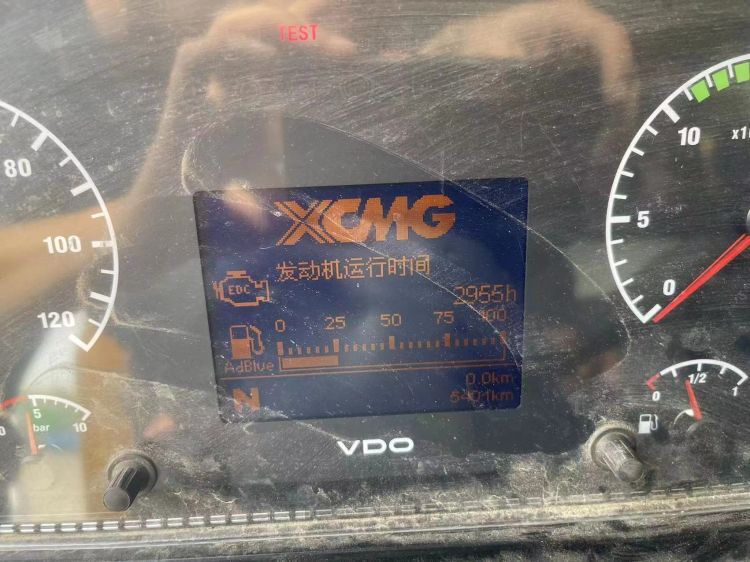 TEST
80
100
120
5
10
bar
XCMG
发动机运行时间
EDC
2955h
0 25 50 75 100
AdBlue
N
0.0km
5401km
VDO
10
5
0
0 1/2 1